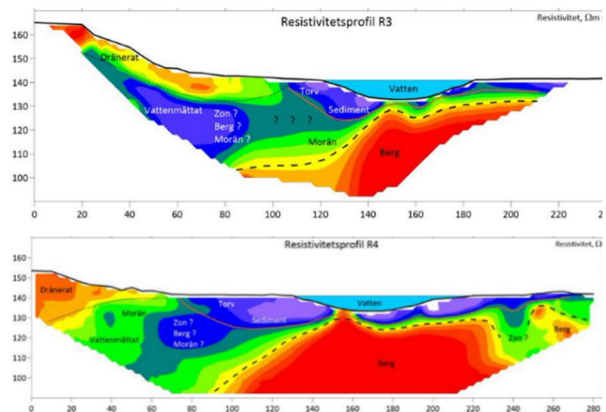 Resistivitetsprofil R3
Resistivitet, Ωm
160
150
140
130
120
110
100
Dränerat
Vattenmättat
Zon ?
Berg ?
Morän ?
? ? ?
Torv
Sediment
Vatten
Morän
Berg
0 20 40 60 80 100 120 140 160 180 200 220
Resistivitetsprofil R4
160
150
140
130
120
110
100
Dränerat
Morän
Vattenmättat
Zon ?
Berg ?
Morän ?
Torv
Sediment
Vatten
Berg
Zon ?
Berg
0 20 40 60 80 100 120 140 160 180 200 220 240 260 280